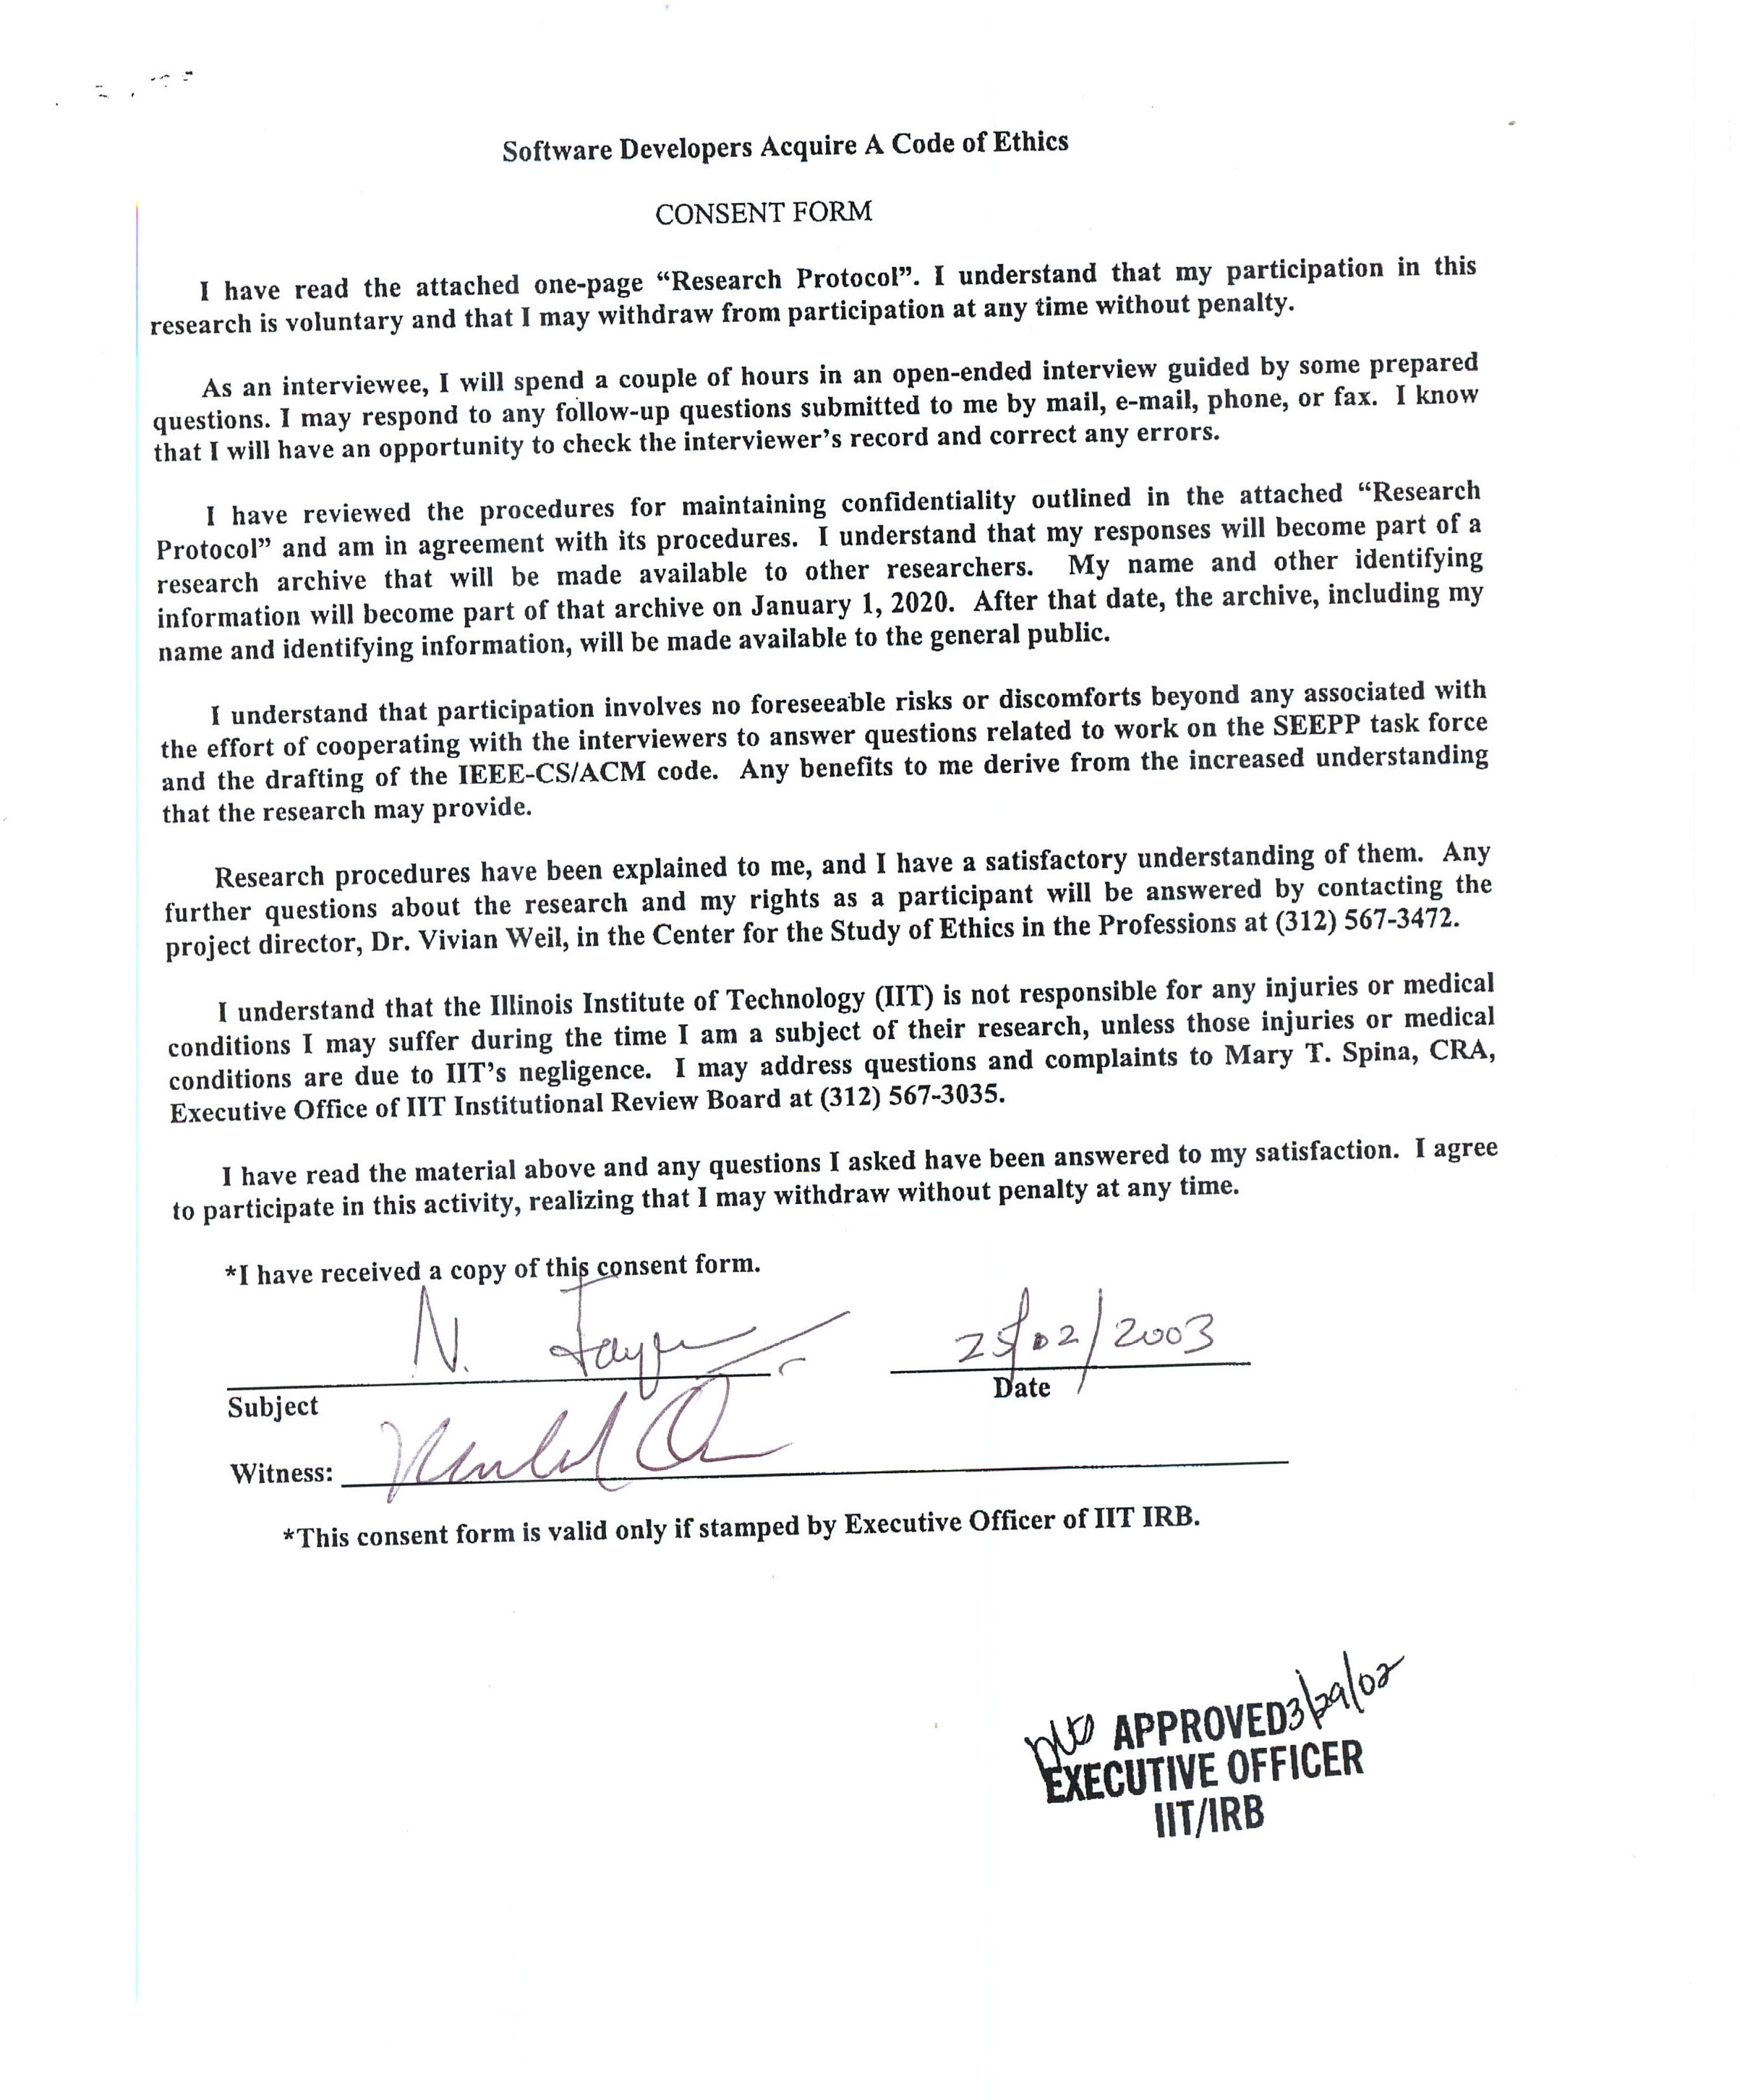 Software Developers Acquire A Code of Ethics
CONSENT FORM
I have read the attached one-page “Research Protocol”. I understand that my participation in this
research is voluntary and that I may withdraw from participation at any time without penalty.
As an interviewee, I will spend a couple of hours in an open-ended interview guided by some prepared
questions. I may respond to any follow-up questions submitted to me by mail, e-mail, phone, or fax. I know
that I will have an opportunity to check the interviewer’s record and correct any errors.
I have reviewed the procedures for maintaining confidentiality outlined in the attached “Research
Protocol” and am in agreement with its procedures. I understand that my responses will become part of a
research archive that will be made available to other researchers. My name and other identifying
information will become part of that archive on January 1, 2020. After that date, the archive, including my
name and identifying information, will be made available to the general public.
I understand that participation involves no foreseeable risks or discomforts beyond any associated with
the effort of cooperating with the interviewers to answer questions related to work on the SEEPP task force
and the drafting of the IEEE-CS/ACM code. Any benefits to me derive from the increased understanding
that the research may provide.
Research procedures have been explained to me, and I have a satisfactory understanding of them. Any
further questions about the research and my rights as a participant will be answered by contacting the
project director, Dr. Vivian Weil, in the Center for the Study of Ethics in the Professions at (312) 567-3472.
I understand that the Illinois Institute of Technology (IIT) is not responsible for any injuries or medical
conditions I may suffer during the time I am a subject of their research, unless those injuries or medical
conditions are due to IIT’s negligence. I may address questions and complaints to Mary T. Spina, CRA,
Executive Office of IIT Institutional Review Board at (312) 567-3035.
I have read the material above and any questions I asked have been answered to my satisfaction. I agree
to participate in this activity, realizing that I may withdraw without penalty at any time.
*I have received a copy of this consent form.
N. 25/02/2003
Subject Date
Witness:
*This consent form is valid only if stamped by Executive Officer of IIT IRB.
APPROVED 3/29/02
EXECUTIVE OFFICER
IIT/IRB